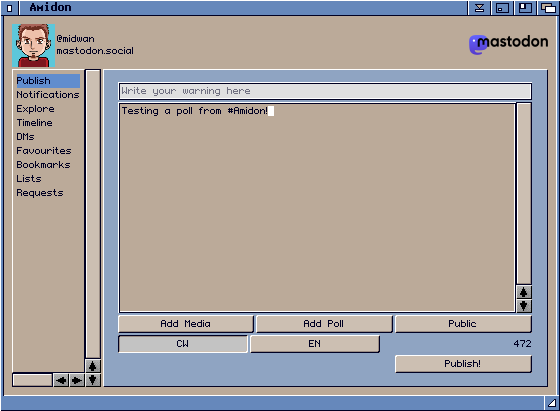 Amidon
@midwan
mastodon.social
mastodon
Publish
Notifications
Explore
Timeline
DMs
Favourites
Bookmarks
Lists
Requests
Write your warning here
Testing a poll from #Amidon!
Add Media
Add Poll
Public
CW
EN
472
Publish!